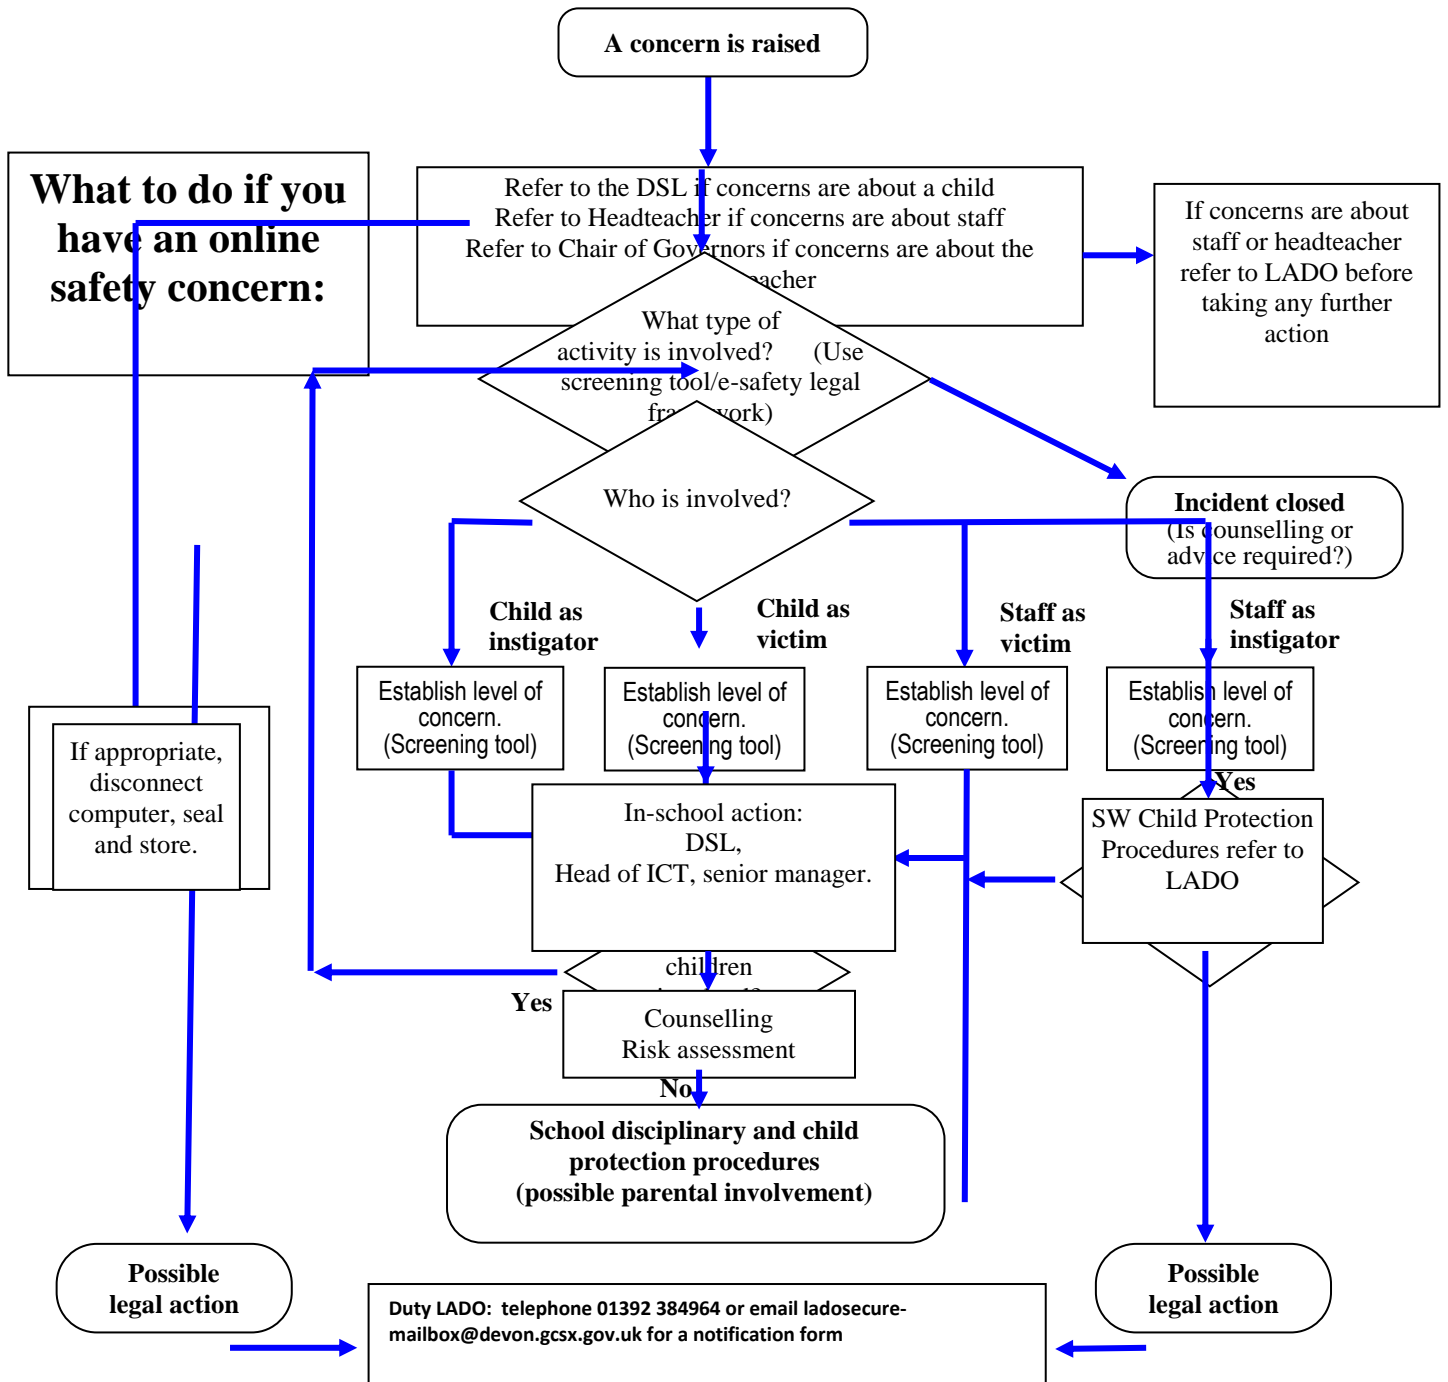 A concern is raised
What to do if you
have an online
safety concern:
Refer to the DSL if concerns are about a child
Refer to Headteacher if concerns are about staff
Refer to Chair of Governors if concerns are about the
acher
If concerns are about
staff or headteacher
refer to LADO before
taking any further
action
What type of
activity is involved? (Use
screening tool/e-safety legal
framework)
Who is involved?
Incident closed
(Is counselling or
advice required?)
Child as
instigator
Child as
victim
Staff as
victim
Staff as
instigator
Establish level of
concern.
(Screening tool)
Establish level of
concern.
(Screening tool)
Establish level of
concern.
(Screening tool)
Establish level of
concern.
(Screening tool)
If appropriate,
disconnect
computer, seal
and store.
Yes
In-school action:
DSL,
Head of ICT, senior manager.
SW Child Protection
Procedures refer to
LADO
children
Yes
Counselling
Risk assessment
No
School disciplinary and child
protection procedures
(possible parental involvement)
Possible
legal action
Possible
legal action
Duty LADO: telephone 01392 384964 or email ladosecure-
mailbox@devon.gcsx.gov.uk for a notification form